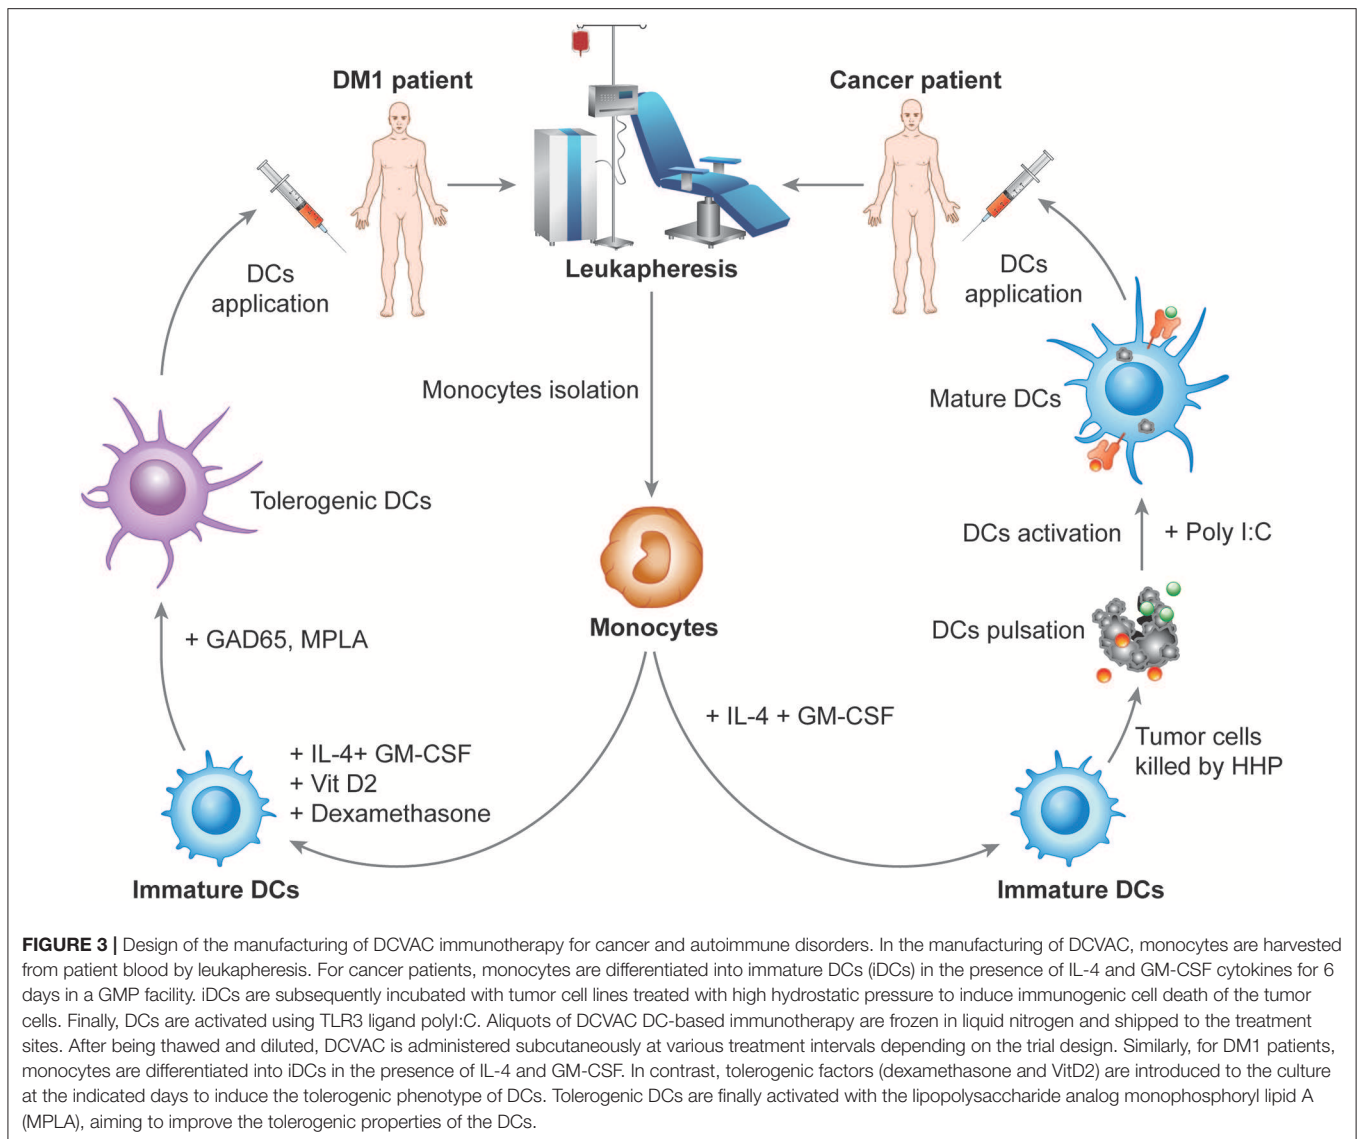 DM1 patient
Cancer patient
Leukapheresis
DCs
application
DCs
application
Monocytes isolation
Mature DCs
Tolerogenic DCs
DCs activation
+ Poly I:C
Monocytes
DCs pulsation
+ GAD65, MPLA
+ IL-4 + GM-CSF
Tumor cells
killed by HHP
+ IL-4+ GM-CSF
+ Vit D2
+ Dexamethasone
Immature DCs
Immature DCs
FIGURE 3 | Design of the manufacturing of DCVAC immunotherapy for cancer and autoimmune disorders. In the manufacturing of DCVAC, monocytes are harvested
from patient blood by leukapheresis. For cancer patients, monocytes are differentiated into immature DCs (iDCs) in the presence of IL-4 and GM-CSF cytokines for 6
days in a GMP facility. iDCs are subsequently incubated with tumor cell lines treated with high hydrostatic pressure to induce immunogenic cell death of the tumor
cells. Finally, DCs are activated using TLR3 ligand polyI:C. Aliquots of DCVAC DC-based immunotherapy are frozen in liquid nitrogen and shipped to the treatment
sites. After being thawed and diluted, DCVAC is administered subcutaneously at various treatment intervals depending on the trial design. Similarly, for DM1 patients,
monocytes are differentiated into iDCs in the presence of IL-4 and GM-CSF. In contrast, tolerogenic factors (dexamethasone and VitD2) are introduced to the culture
at the indicated days to induce the tolerogenic phenotype of DCs. Tolerogenic DCs are finally activated with the lipopolysaccharide analog monophosphoryl lipid A
(MPLA), aiming to improve the tolerogenic properties of the DCs.